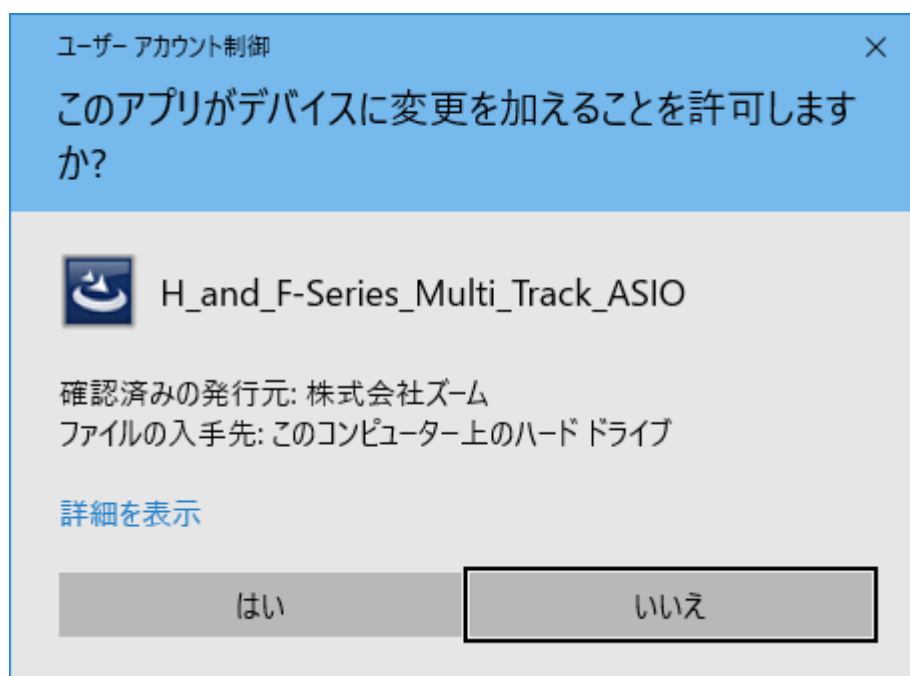 ユーザー アカウント制御
このアプリがデバイスに変更を加えることを許可します
か?
H_and_F-Series_Multi_Track_ASIO
確認済みの発行元: 株式会社ズーム
ファイルの入手先: このコンピューター上のハード ドライブ
詳細を表示
はい
いいえ